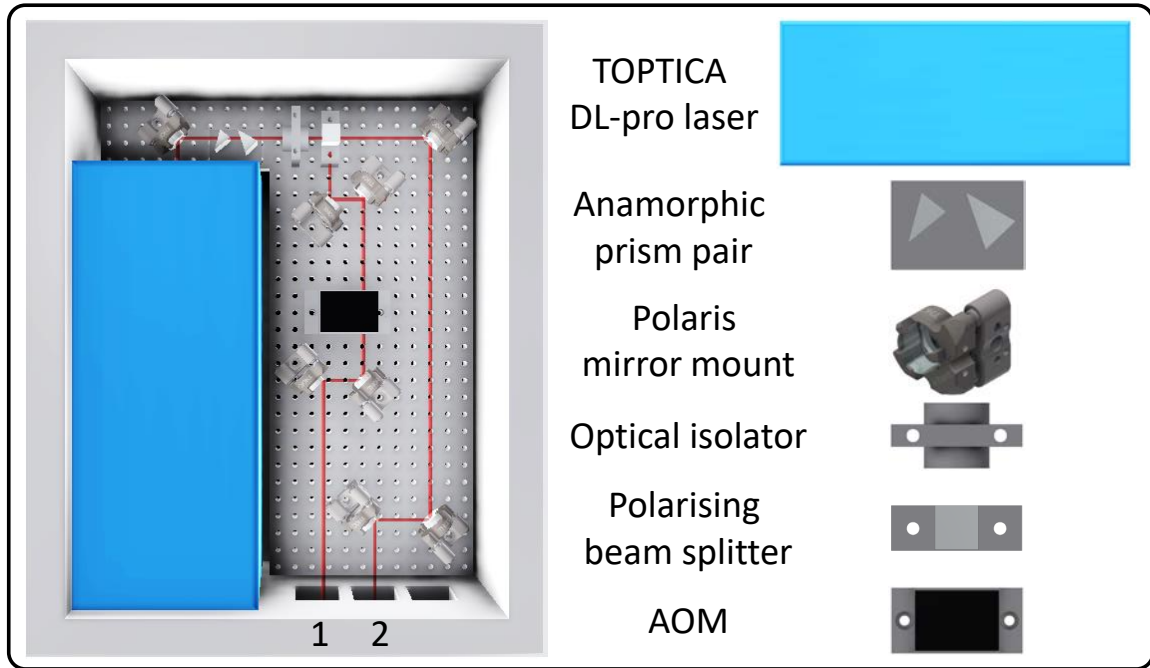 TOPTICA
DL-pro laser
Anamorphic
prism pair
Polaris
mirror mount
Optical isolator
Polarising
beam splitter
AOM
1 2